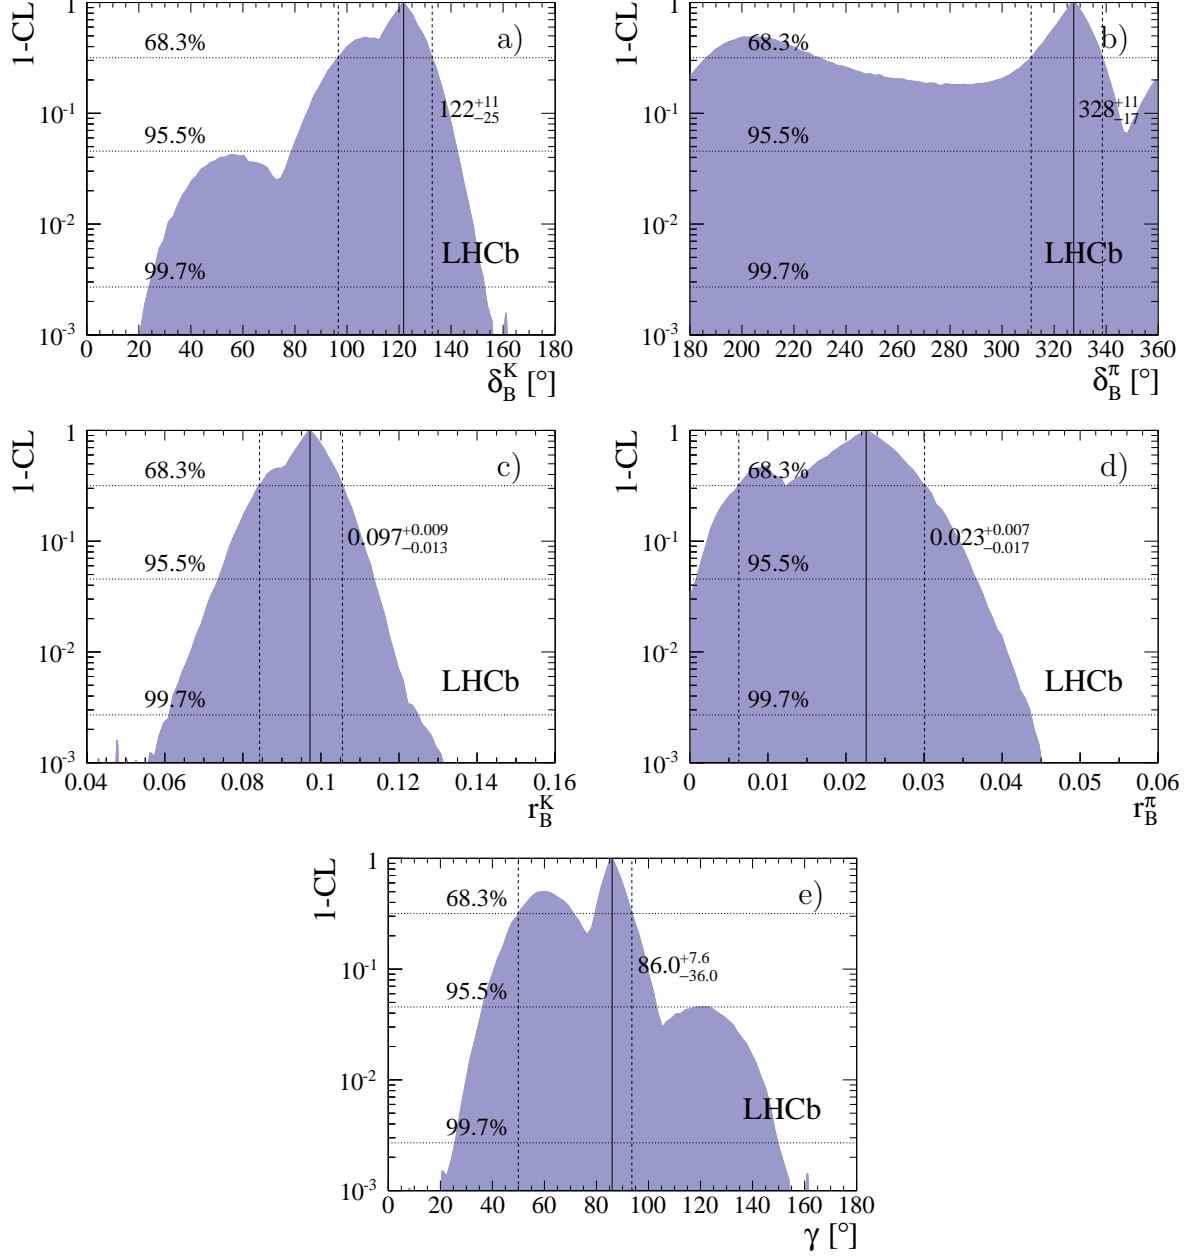 1-CL
1
10⁻¹
10⁻²
10⁻³
a)
68.3%
95.5%
99.7%
122 +11 −25
LHCb
0 20 40 60 80 100 120 140 160 180
δ_B^K [°]
1-CL
1
10⁻¹
10⁻²
10⁻³
b)
68.3%
95.5%
99.7%
328 +11 −17
LHCb
180 200 220 240 260 280 300 320 340 360
δ_B^π [°]
1-CL
1
10⁻¹
10⁻²
10⁻³
c)
68.3%
95.5%
99.7%
0.097 +0.009 −0.013
LHCb
0.04 0.06 0.08 0.1 0.12 0.14 0.16
r_B^K
1-CL
1
10⁻¹
10⁻²
10⁻³
d)
68.3%
95.5%
99.7%
0.023 +0.007 −0.017
LHCb
0 0.01 0.02 0.03 0.04 0.05 0.06
r_B^π
1-CL
1
10⁻¹
10⁻²
10⁻³
e)
68.3%
95.5%
99.7%
86.0 +7.6 −36.0
LHCb
0 20 40 60 80 100 120 140 160 180
γ [°]